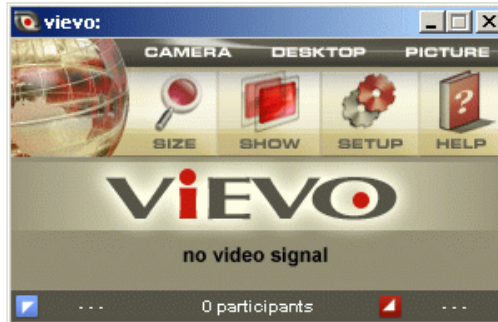 vievo:
CAMERA DESKTOP PICTURE
SIZE SHOW SETUP HELP
ViEVO
no video signal
--- 0 participants ---